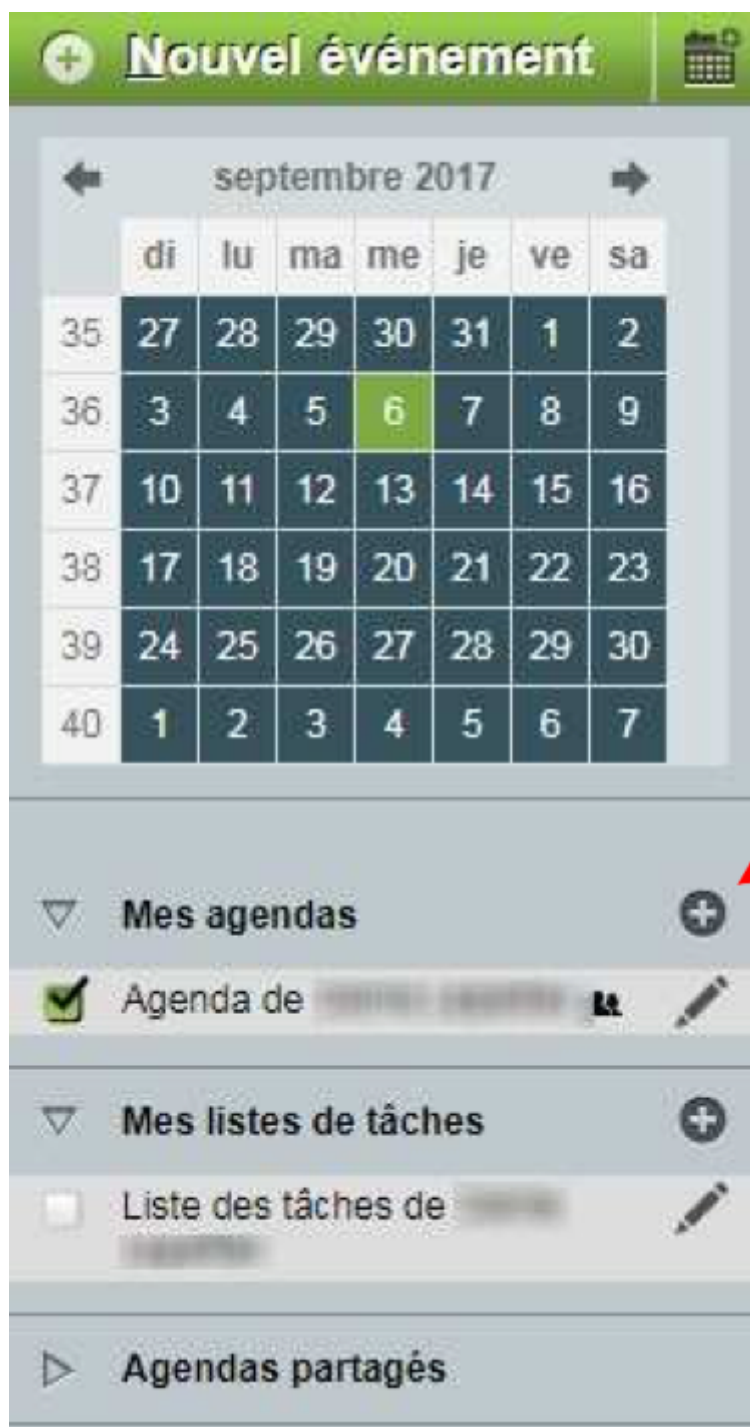 Nouvel événement
septembre 2017
di lu ma me je ve sa
35 27 28 29 30 31 1 2
36 3 4 5 6 7 8 9
37 10 11 12 13 14 15 16
38 17 18 19 20 21 22 23
39 24 25 26 27 28 29 30
40 1 2 3 4 5 6 7
Mes agendas
Agenda de
Mes listes de tâches
Liste des tâches de
Agendas partagés